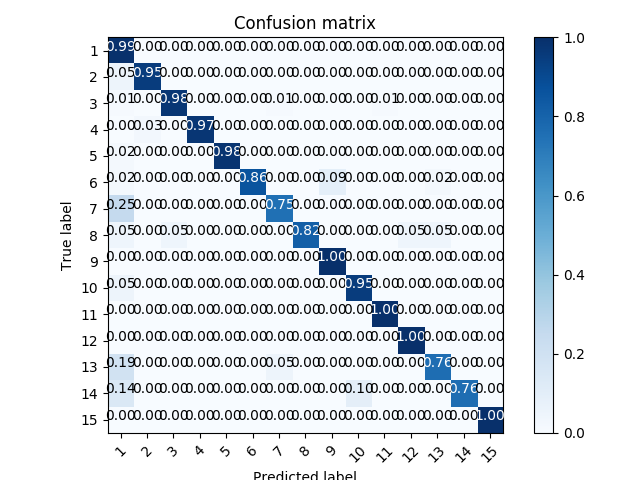 Confusion matrix
True label
1 0.99 0.00 0.00 0.00 0.00 0.00 0.00 0.00 0.00 0.00 0.00 0.00 0.00 0.00 0.00
2 0.05 0.95 0.00 0.00 0.00 0.00 0.00 0.00 0.00 0.00 0.00 0.00 0.00 0.00 0.00
3 0.01 0.00 0.98 0.00 0.00 0.00 0.01 0.00 0.00 0.00 0.01 0.00 0.00 0.00 0.00
4 0.00 0.03 0.00 0.97 0.00 0.00 0.00 0.00 0.00 0.00 0.00 0.00 0.00 0.00 0.00
5 0.02 0.00 0.00 0.00 0.98 0.00 0.00 0.00 0.00 0.00 0.00 0.00 0.00 0.00 0.00
6 0.02 0.00 0.00 0.00 0.00 0.86 0.00 0.00 0.09 0.00 0.00 0.00 0.02 0.00 0.00
7 0.25 0.00 0.00 0.00 0.00 0.00 0.75 0.00 0.00 0.00 0.00 0.00 0.00 0.00 0.00
8 0.05 0.00 0.05 0.00 0.00 0.00 0.00 0.82 0.00 0.00 0.00 0.05 0.05 0.00 0.00
9 0.00 0.00 0.00 0.00 0.00 0.00 0.00 0.00 1.00 0.00 0.00 0.00 0.00 0.00 0.00
10 0.05 0.00 0.00 0.00 0.00 0.00 0.00 0.00 0.00 0.95 0.00 0.00 0.00 0.00 0.00
11 0.00 0.00 0.00 0.00 0.00 0.00 0.00 0.00 0.00 0.00 1.00 0.00 0.00 0.00 0.00
12 0.00 0.00 0.00 0.00 0.00 0.00 0.00 0.00 0.00 0.00 0.00 1.00 0.00 0.00 0.00
13 0.19 0.00 0.00 0.00 0.00 0.00 0.05 0.00 0.00 0.00 0.00 0.00 0.76 0.00 0.00
14 0.14 0.00 0.00 0.00 0.00 0.00 0.00 0.00 0.00 0.10 0.00 0.00 0.00 0.76 0.00
15 0.00 0.00 0.00 0.00 0.00 0.00 0.00 0.00 0.00 0.00 0.00 0.00 0.00 0.00 1.00
1 2 3 4 5 6 7 8 9 10 11 12 13 14 15
Predicted label
1.0
0.8
0.6
0.4
0.2
0.0